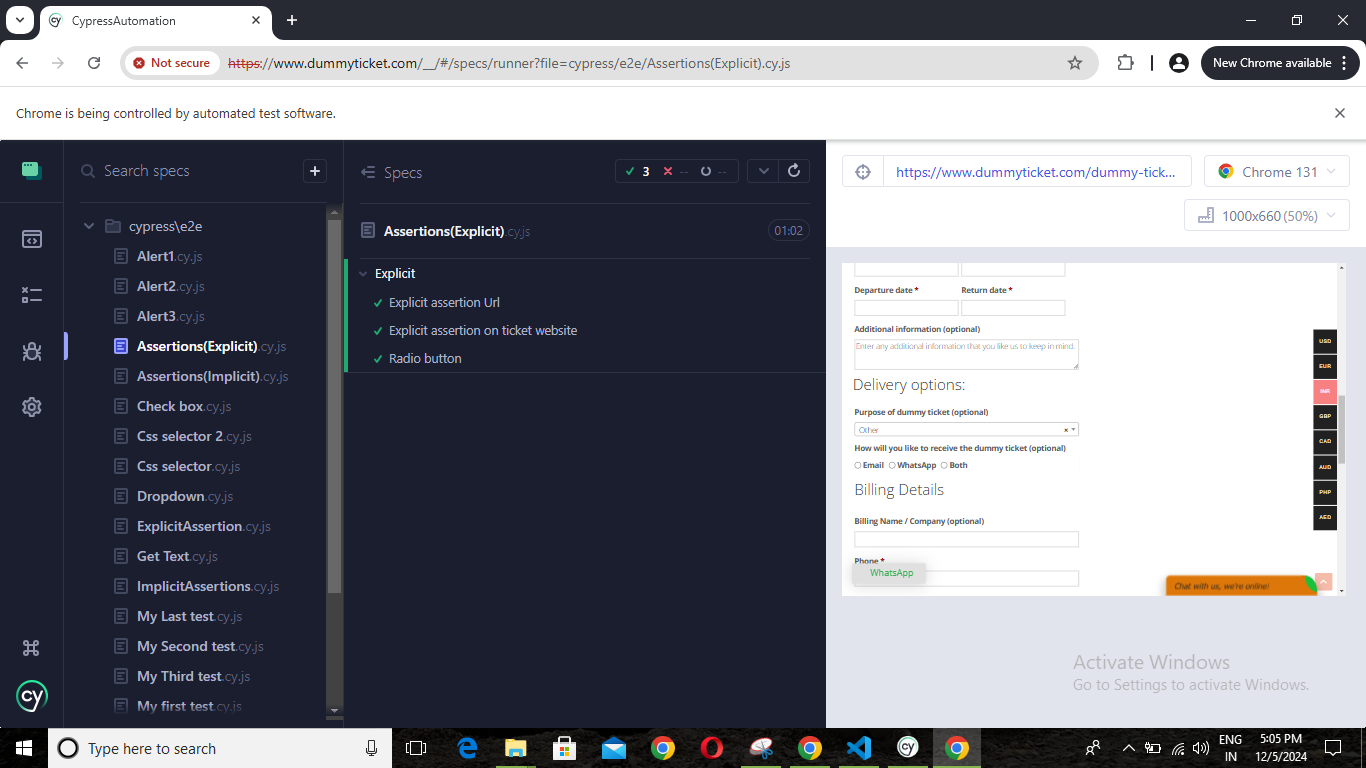 CypressAutomation
Not secure
https://www.dummyticket.com/__/#/specs/runner?file=cypress/e2e/Assertions(Explicit).cy.js
New Chrome available
Chrome is being controlled by automated test software.
Search specs
cypress\e2e
Alert1.cy.js
Alert2.cy.js
Alert3.cy.js
Assertions(Explicit).cy.js
Assertions(Implicit).cy.js
Check box.cy.js
Css selector 2.cy.js
Css selector.cy.js
Dropdown.cy.js
ExplicitAssertion.cy.js
Get Text.cy.js
ImplicitAssertions.cy.js
My Last test.cy.js
My Second test.cy.js
My Third test.cy.js
My first test.cy.js
cy
Specs
3 -- --
Assertions(Explicit).cy.js
01:02
Explicit
Explicit assertion Url
Explicit assertion on ticket website
Radio button
https://www.dummyticket.com/dummy-tick...
Chrome 131
1000x660 (50%)
Departure date *
Return date *
Additional information (optional)
Enter any additional information that you like us to keep in mind.
Delivery options:
Purpose of dummy ticket (optional)
Other
How will you like to receive the dummy ticket (optional)
Email WhatsApp Both
Billing Details
Billing Name / Company (optional)
Phone *
WhatsApp
USD
EUR
INR
GBP
CAD
AUD
PHP
AED
Chat with us, we're online!
Activate Windows
Go to Settings to activate Windows.
Type here to search
ENG
IN
5:05 PM
12/5/2024